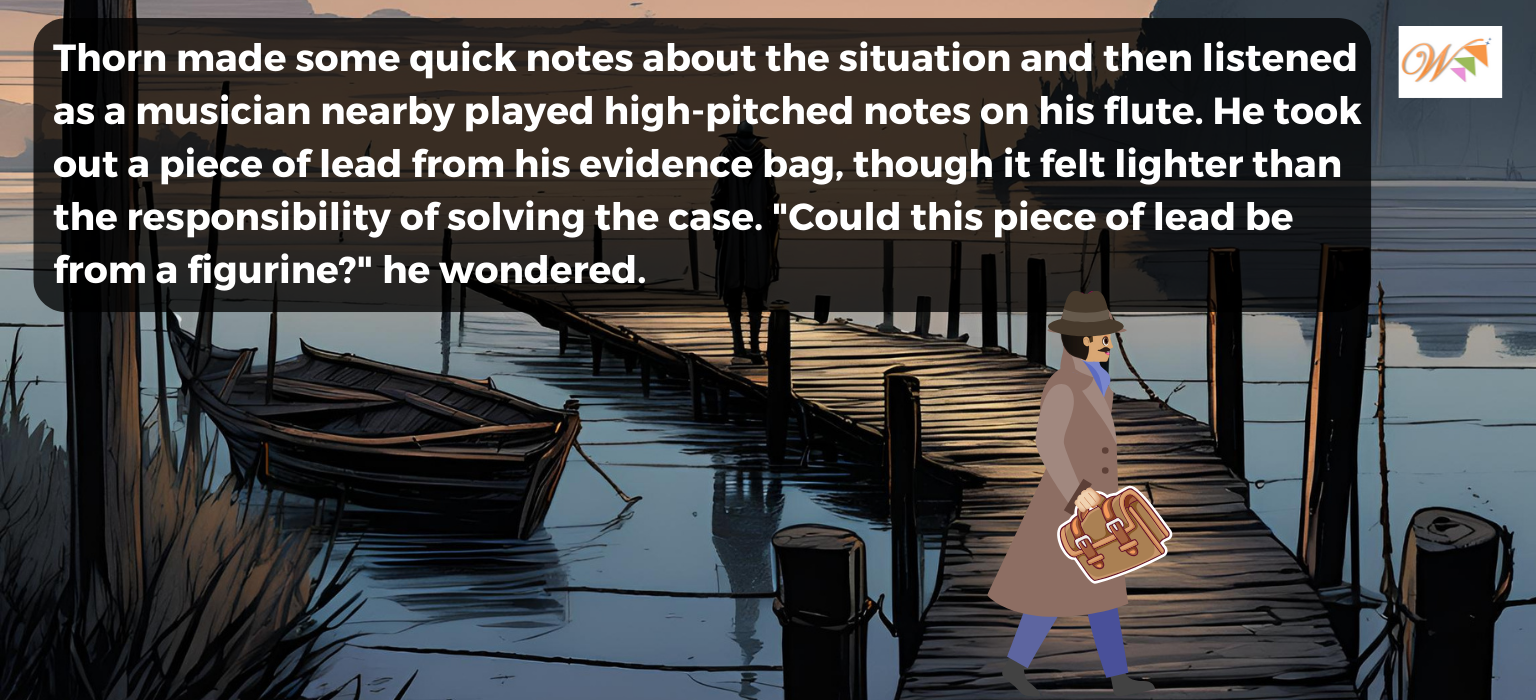 Thorn made some quick notes about the situation and then listened
as a musician nearby played high-pitched notes on his flute. He took
out a piece of lead from his evidence bag, though it felt lighter than
the responsibility of solving the case. "Could this piece of lead be
from a figurine?" he wondered.
W